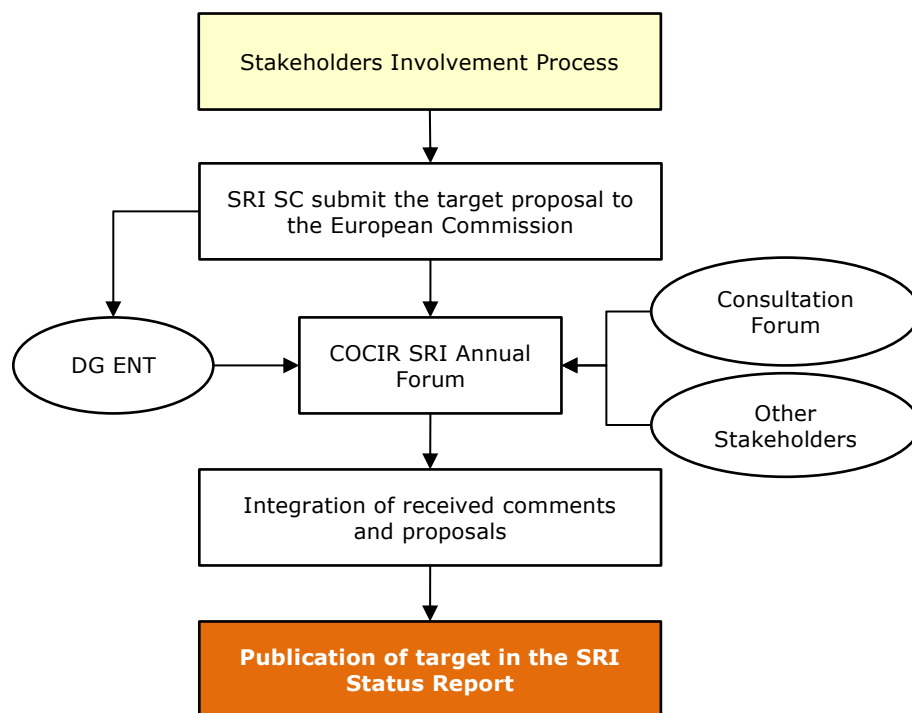 Stakeholders Involvement Process
SRI SC submit the target proposal to
the European Commission
Consultation
Forum
DG ENT
COCIR SRI Annual
Forum
Other
Stakeholders
Integration of received comments
and proposals
Publication of target in the SRI
Status Report